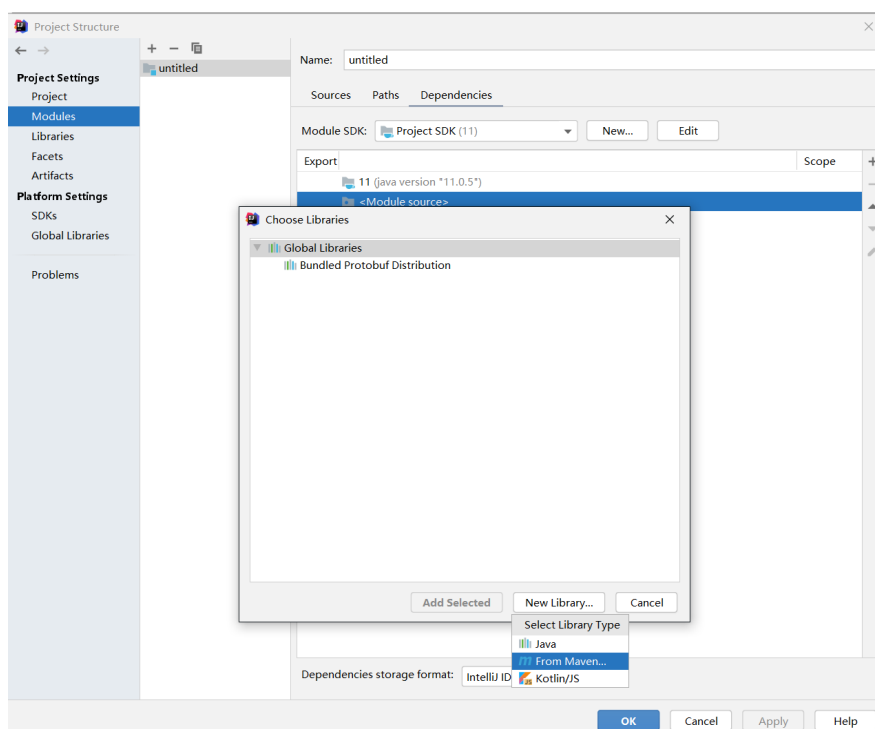 Project Structure
Project Settings
Project
Modules
Libraries
Facets
Artifacts
Platform Settings
SDKs
Global Libraries
Problems
untitled
Name: untitled
Sources Paths Dependencies
Module SDK: Project SDK (11) New... Edit
Export Scope
11 (java version "11.0.5")
<Module source>
Choose Libraries
Global Libraries
Bundled Protobuf Distribution
Add Selected New Library... Cancel
Select Library Type
Java
From Maven...
Kotlin/JS
Dependencies storage format: IntelliJ ID
OK Cancel Apply Help